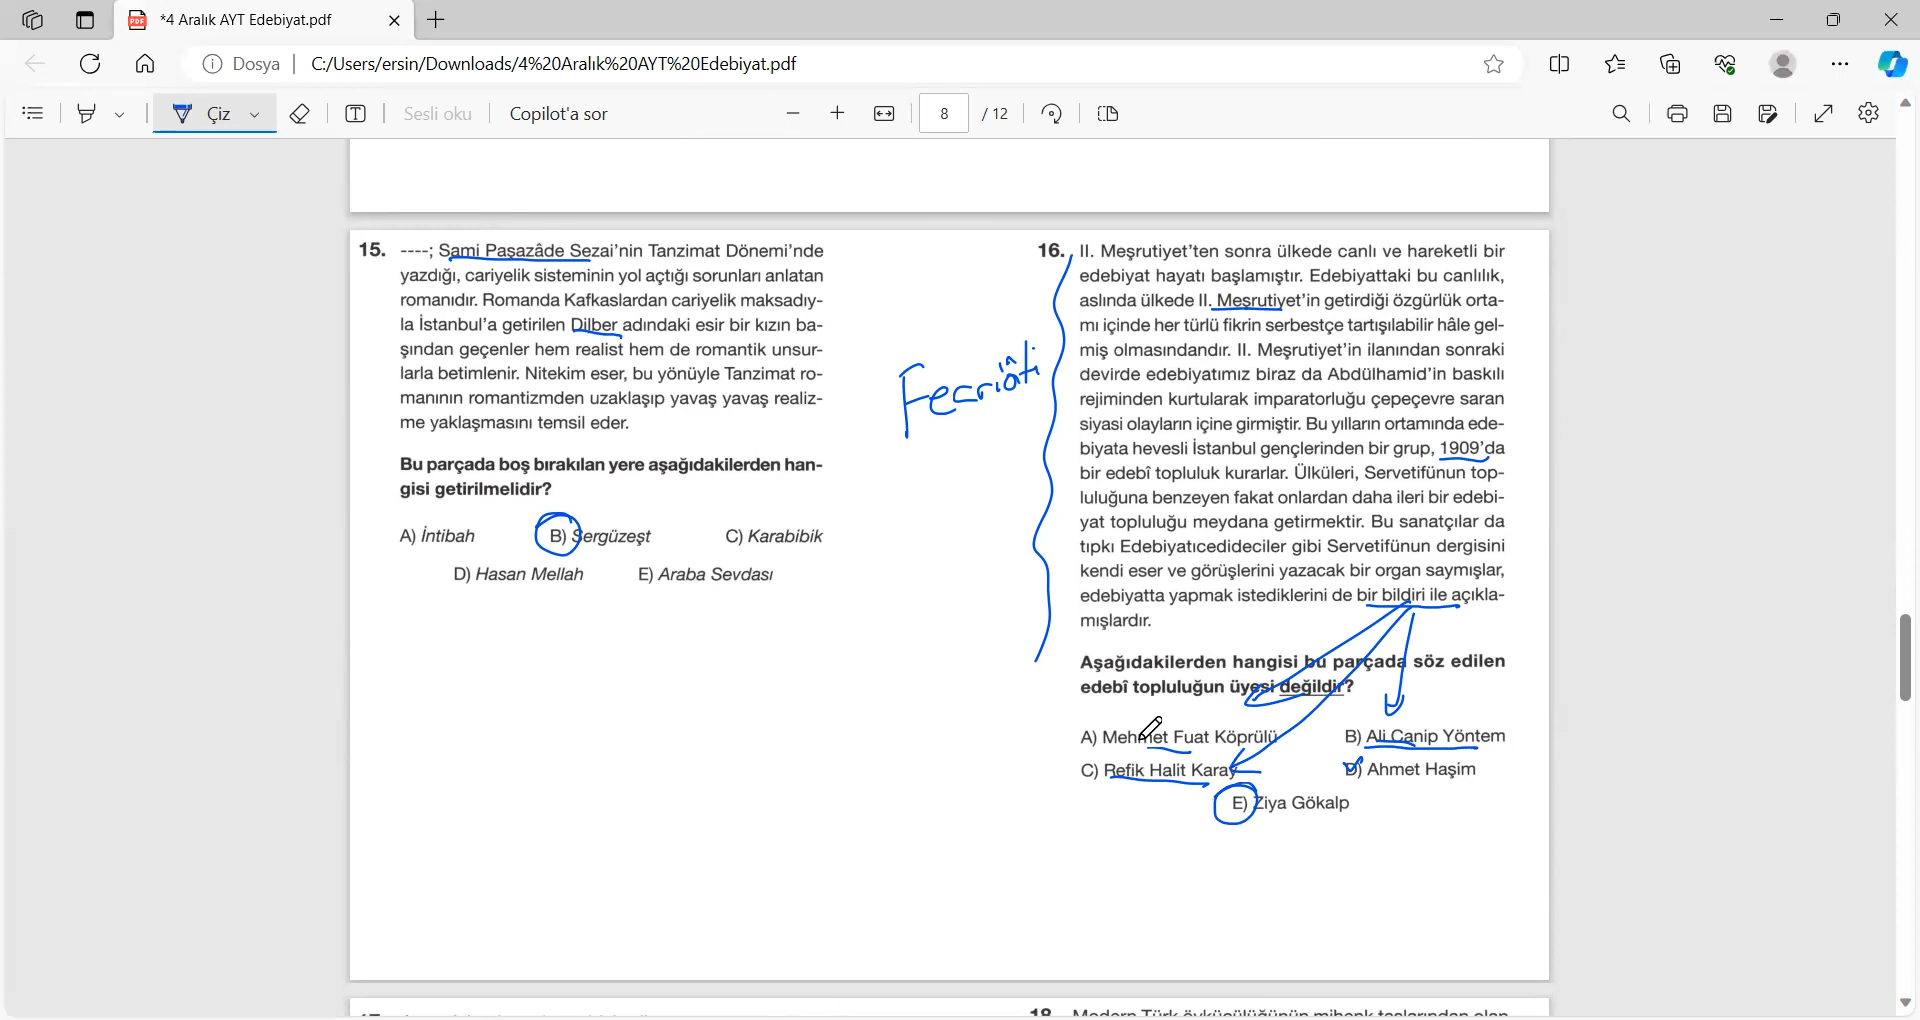 *4 Aralık AYT Edebiyat.pdf
Dosya
C:/Users/ersin/Downloads/4%20Aralık%20AYT%20Edebiyat.pdf
Çiz
Sesli oku
Copilot'a sor
8
/ 12
15. ----; Sami Paşazâde Sezai'nin Tanzimat Dönemi'nde
yazdığı, cariyelik sisteminin yol açtığı sorunları anlatan
romanıdır. Romanda Kafkaslardan cariyelik maksadıy-
la İstanbul'a getirilen Dilber adındaki esir bir kızın ba-
şından geçenler hem realist hem de romantik unsur-
larla betimlenir. Nitekim eser, bu yönüyle Tanzimat ro-
manının romantizmden uzaklaşıp yavaş yavaş realiz-
me yaklaşmasını temsil eder.
Bu parçada boş bırakılan yere aşağıdakilerden han-
gisi getirilmelidir?
A) İntibah
B) Sergüzeşt
C) Karabibik
D) Hasan Mellah
E) Araba Sevdası
Fecriâti
16. II. Meşrutiyet'ten sonra ülkede canlı ve hareketli bir
edebiyat hayatı başlamıştır. Edebiyattaki bu canlılık,
aslında ülkede II. Meşrutiyet'in getirdiği özgürlük orta-
mı içinde her türlü fikrin serbestçe tartışılabilir hâle gel-
miş olmasındandır. II. Meşrutiyet'in ilanından sonraki
devirde edebiyatımız biraz da Abdülhamid'in baskılı
rejiminden kurtularak imparatorluğu çepeçevre saran
siyasi olayların içine girmiştir. Bu yılların ortamında ede-
biyata hevesli İstanbul gençlerinden bir grup, 1909'da
bir edebî topluluk kurarlar. Ülküleri, Servetifünun top-
luluğuna benzeyen fakat onlardan daha ileri bir edebi-
yat topluluğu meydana getirmektir. Bu sanatçılar da
tıpkı Edebiyatıcedideciler gibi Servetifünun dergisini
kendi eser ve görüşlerini yazacak bir organ saymışlar,
edebiyatta yapmak istediklerini de bir bildiri ile açıkla-
mışlardır.
Aşağıdakilerden hangisi bu parçada söz edilen
edebî topluluğun üyesi değildir?
A) Mehmet Fuat Köprülü
B) Ali Canip Yöntem
C) Refik Halit Karay
D) Ahmet Haşim
E) Ziya Gökalp
18. Modern Türk öykücülüğünün mihenk taşlarından olan